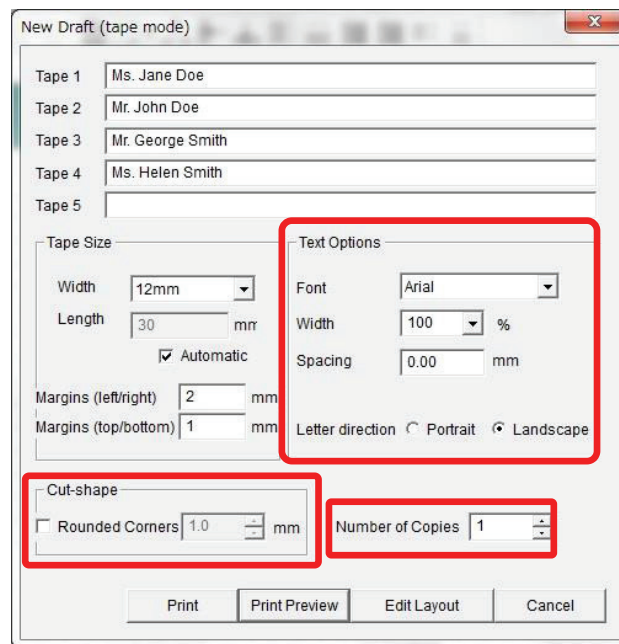 New Draft (tape mode)
Tape 1 Ms. Jane Doe
Tape 2 Mr. John Doe
Tape 3 Mr. George Smith
Tape 4 Ms. Helen Smith
Tape 5
Tape Size
Width 12mm
Length 30 mm
Automatic
Margins (left/right) 2 mm
Margins (top/bottom) 1 mm
Text Options
Font Arial
Width 100 %
Spacing 0.00 mm
Letter direction Portrait Landscape
Cut-shape
Rounded Corners 1.0 mm
Number of Copies 1
Print Print Preview Edit Layout Cancel